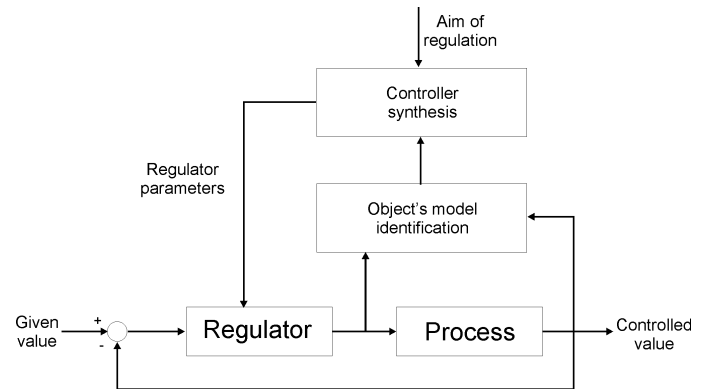 Aim of
regulation
Controller
synthesis
Regulator
parameters
Object's model
identification
Given
value
+
-
Regulator
Process
Controlled
value